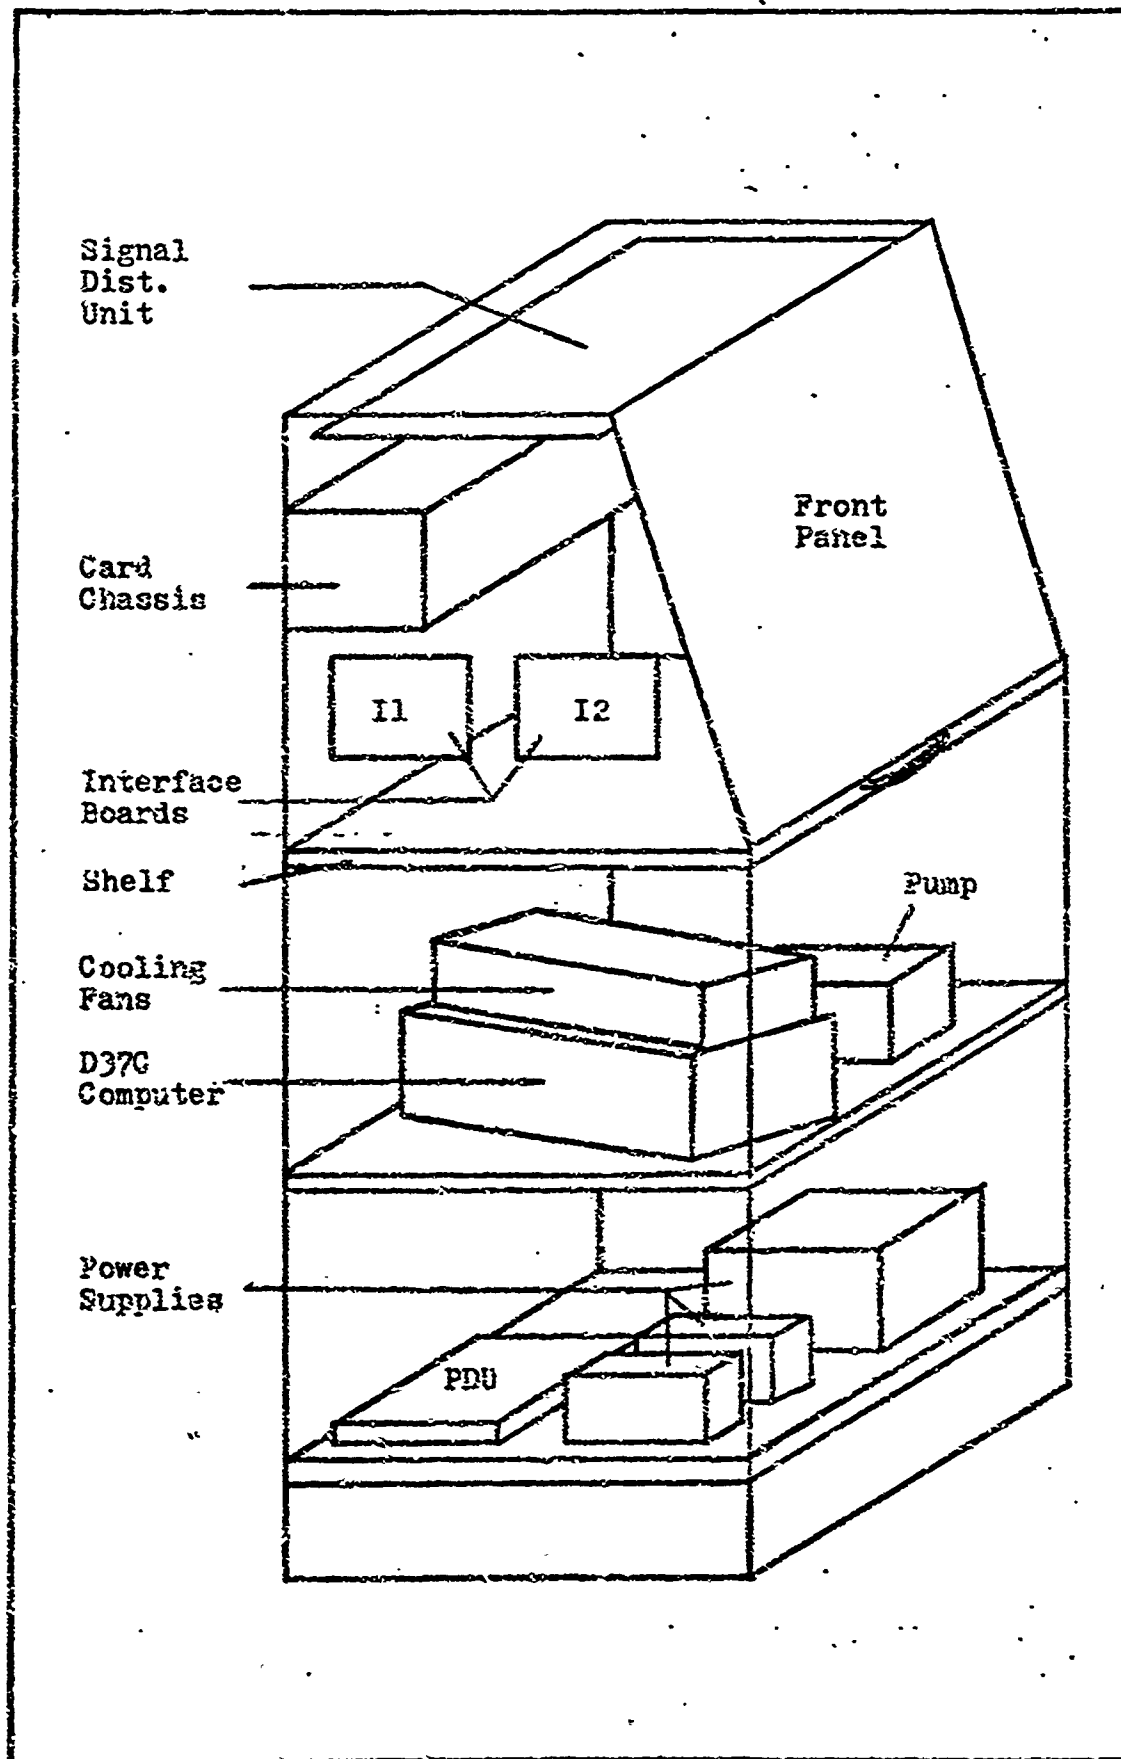 Signal
Dist.
Unit
Front
Panel
Card
Chassis
I1
I2
Interface
Boards
Shelf
Pump
Cooling
Fans
D37C
Computer
Power
Supplies
PDU